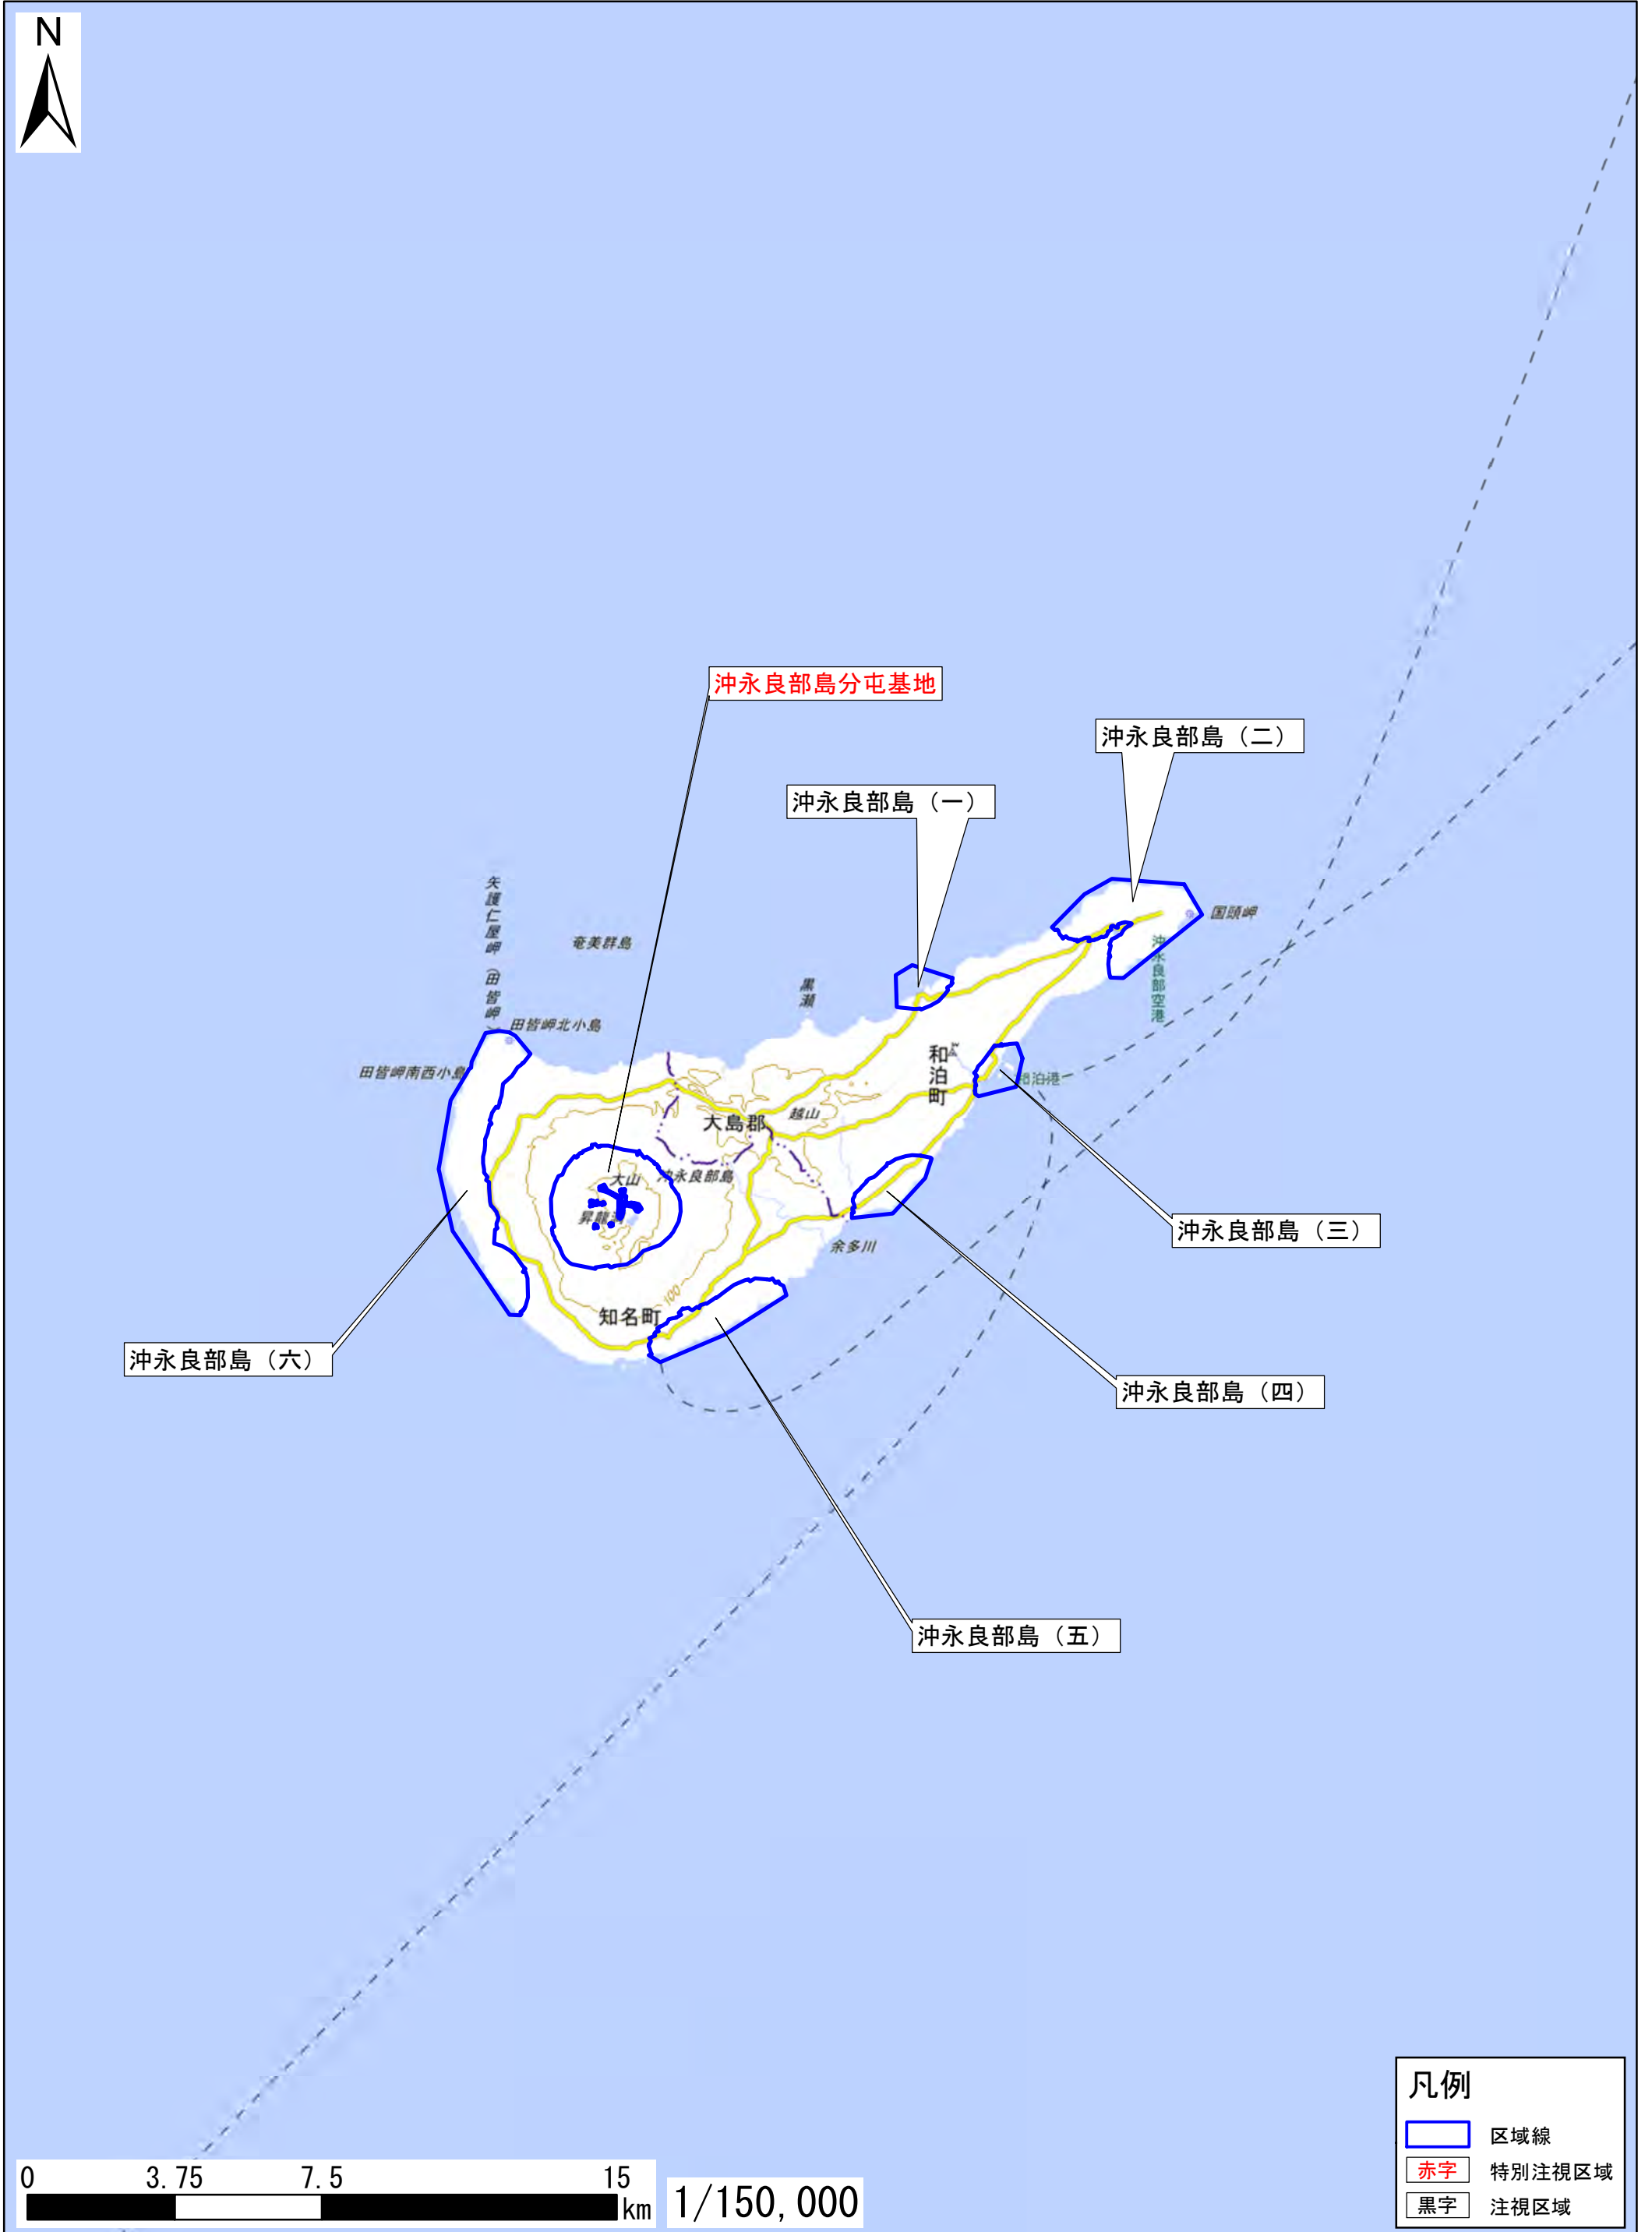 N
沖永良部島分屯基地
沖永良部島（二）
沖永良部島（一）
矢護仁屋岬（田皆岬）
奄美群島
国頭岬
沖永良部空港
黒瀬
田皆岬北小島
田皆岬南西小島
和泊町
和泊港
大島郡
越山
大山
沖永良部島
昇龍洞
沖永良部島（三）
余多川
100
知名町
沖永良部島（六）
沖永良部島（四）
沖永良部島（五）
凡例
区域線
赤字 特別注視区域
黒字 注視区域
0 3.75 7.5 15
km
1/150,000